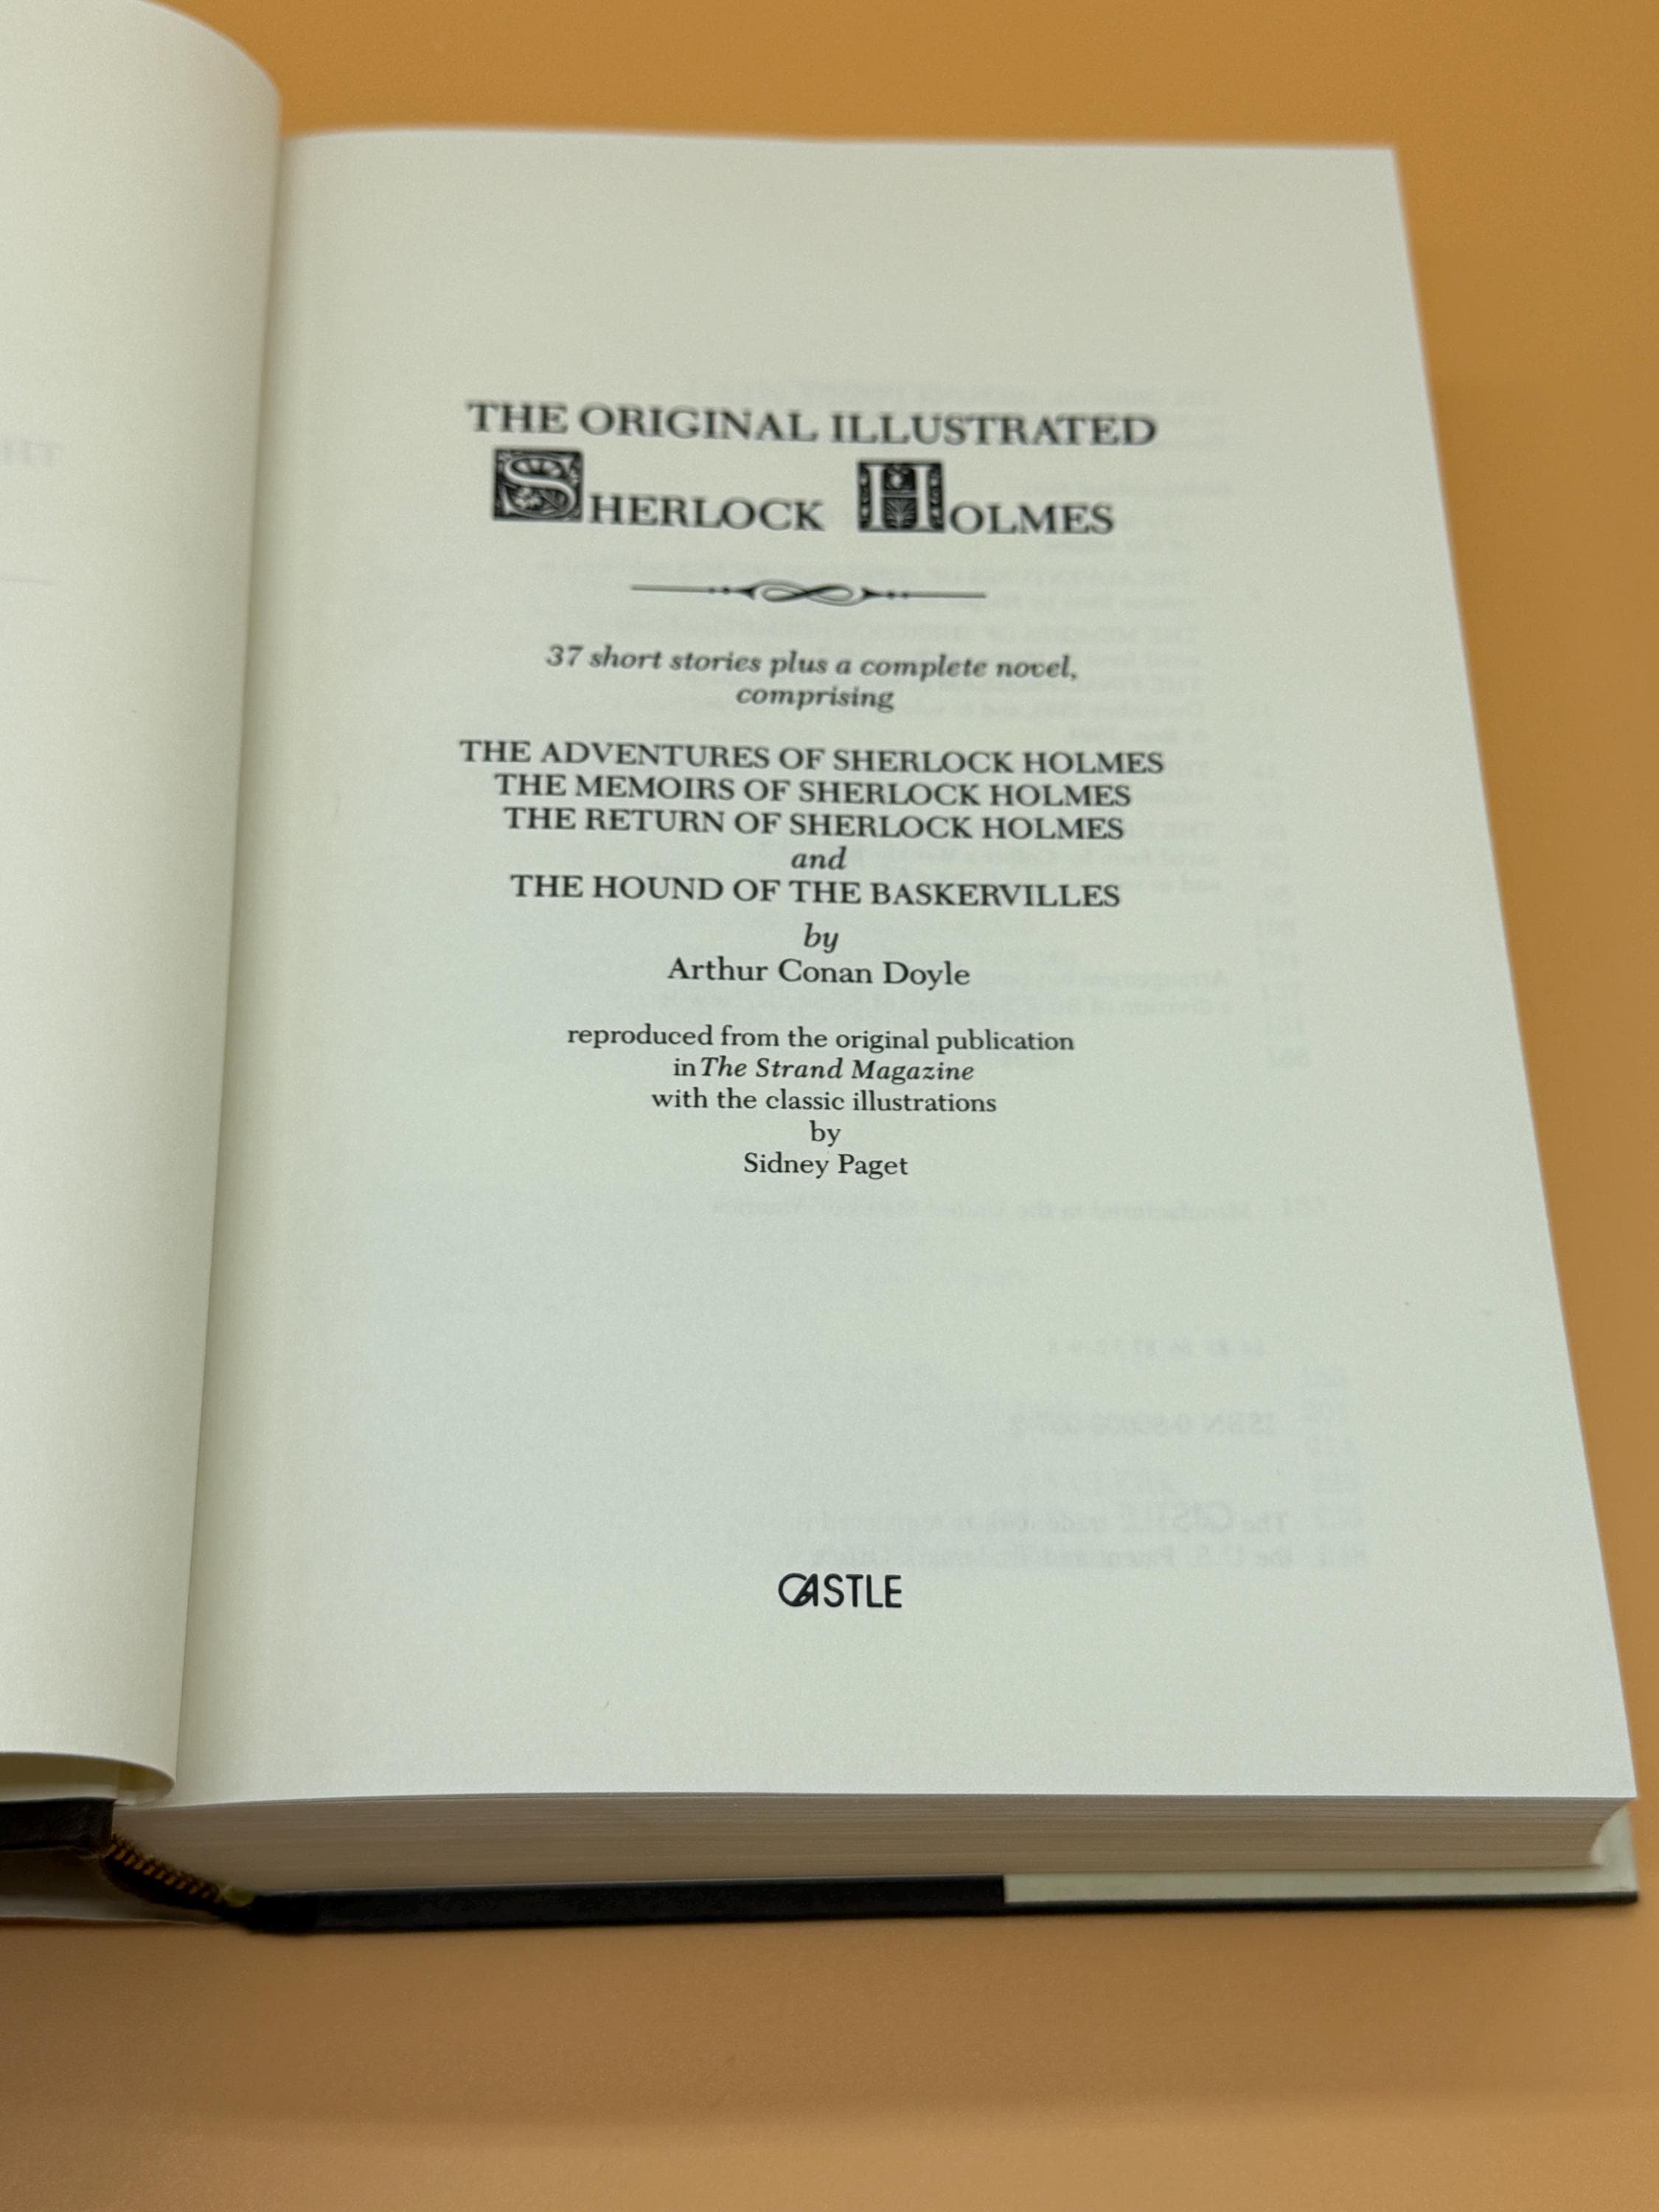 THE ORIGINAL ILLUSTRATED
SHERLOCK HOLMES
37 short stories plus a complete novel,
comprising
THE ADVENTURES OF SHERLOCK HOLMES
THE MEMOIRS OF SHERLOCK HOLMES
THE RETURN OF SHERLOCK HOLMES
and
THE HOUND OF THE BASKERVILLES
by
Arthur Conan Doyle
reproduced from the original publication
in The Strand Magazine
with the classic illustrations
by
Sidney Paget
CASTLE